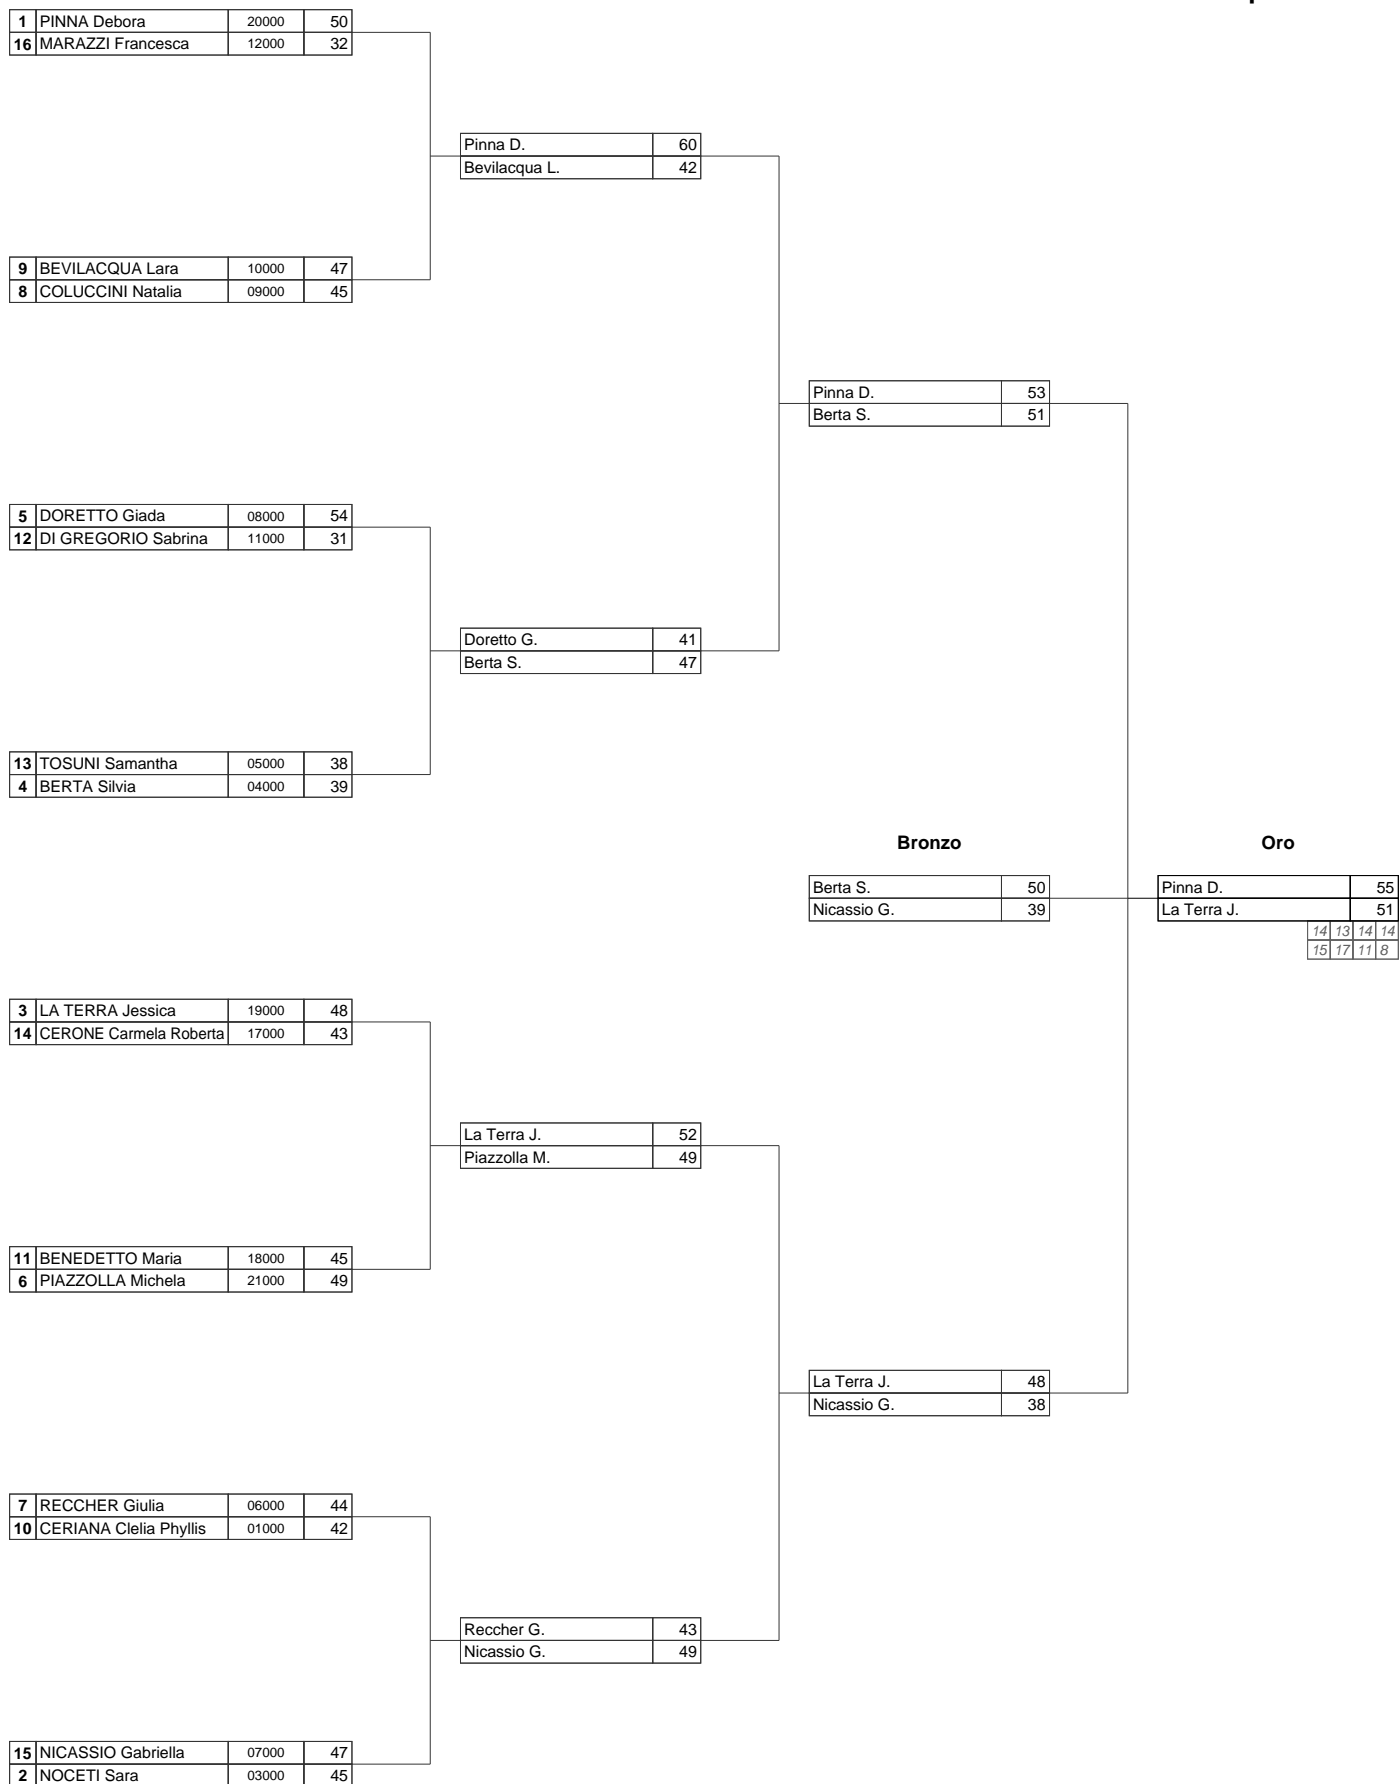 1 PINNA Debora 20000 50
16 MARAZZI Francesca 12000 32
Pinna D. 60
Bevilacqua L. 42
9 BEVILACQUA Lara 10000 47
8 COLUCCINI Natalia 09000 45
Pinna D. 53
Berta S. 51
5 DORETTO Giada 08000 54
12 DI GREGORIO Sabrina 11000 31
Doretto G. 41
Berta S. 47
13 TOSUNI Samantha 05000 38
4 BERTA Silvia 04000 39
Bronzo Oro
Berta S. 50 Pinna D. 55
Nicassio G. 39 La Terra J. 51
14 13 14 14
15 17 11 8
3 LA TERRA Jessica 19000 48
14 CERONE Carmela Roberta 17000 43
La Terra J. 52
Piazzolla M. 49
11 BENEDETTO Maria 18000 45
6 PIAZZOLLA Michela 21000 49
La Terra J. 48
Nicassio G. 38
7 RECCHER Giulia 06000 44
10 CERIANA Clelia Phyllis 01000 42
Reccher G. 43
Nicassio G. 49
15 NICASSIO Gabriella 07000 47
2 NOCETI Sara 03000 45